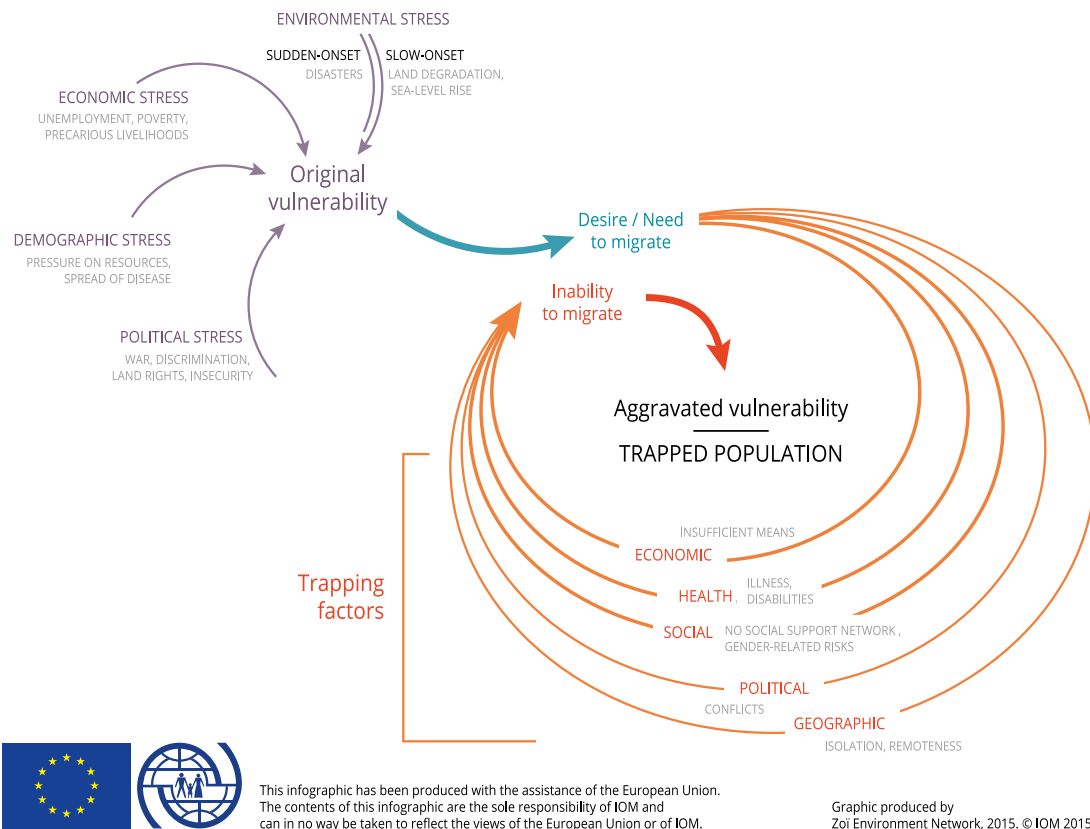 ENVIRONMENTAL STRESS
SUDDEN-ONSET
DISASTERS
SLOW-ONSET
LAND DEGRADATION,
SEA-LEVEL RISE
ECONOMIC STRESS
UNEMPLOYMENT, POVERTY,
PRECARIOUS LIVELIHOODS
Original
vulnerability
DEMOGRAPHIC STRESS
PRESSURE ON RESOURCES,
SPREAD OF DISEASE
POLITICAL STRESS
WAR, DISCRIMINATION,
LAND RIGHTS, INSECURITY
Desire / Need
to migrate
Inability
to migrate
Aggravated vulnerability
TRAPPED POPULATION
Trapping
factors
INSUFFICIENT MEANS
ECONOMIC
HEALTH
ILLNESS,
DISABILITIES
SOCIAL
NO SOCIAL SUPPORT NETWORK ,
GENDER-RELATED RISKS
POLITICAL
CONFLICTS
GEOGRAPHIC
ISOLATION, REMOTENESS
This infographic has been produced with the assistance of the European Union.
The contents of this infographic are the sole responsibility of IOM and
can in no way be taken to reflect the views of the European Union or of IOM.
Graphic produced by
Zoï Environment Network, 2015. © IOM 2015